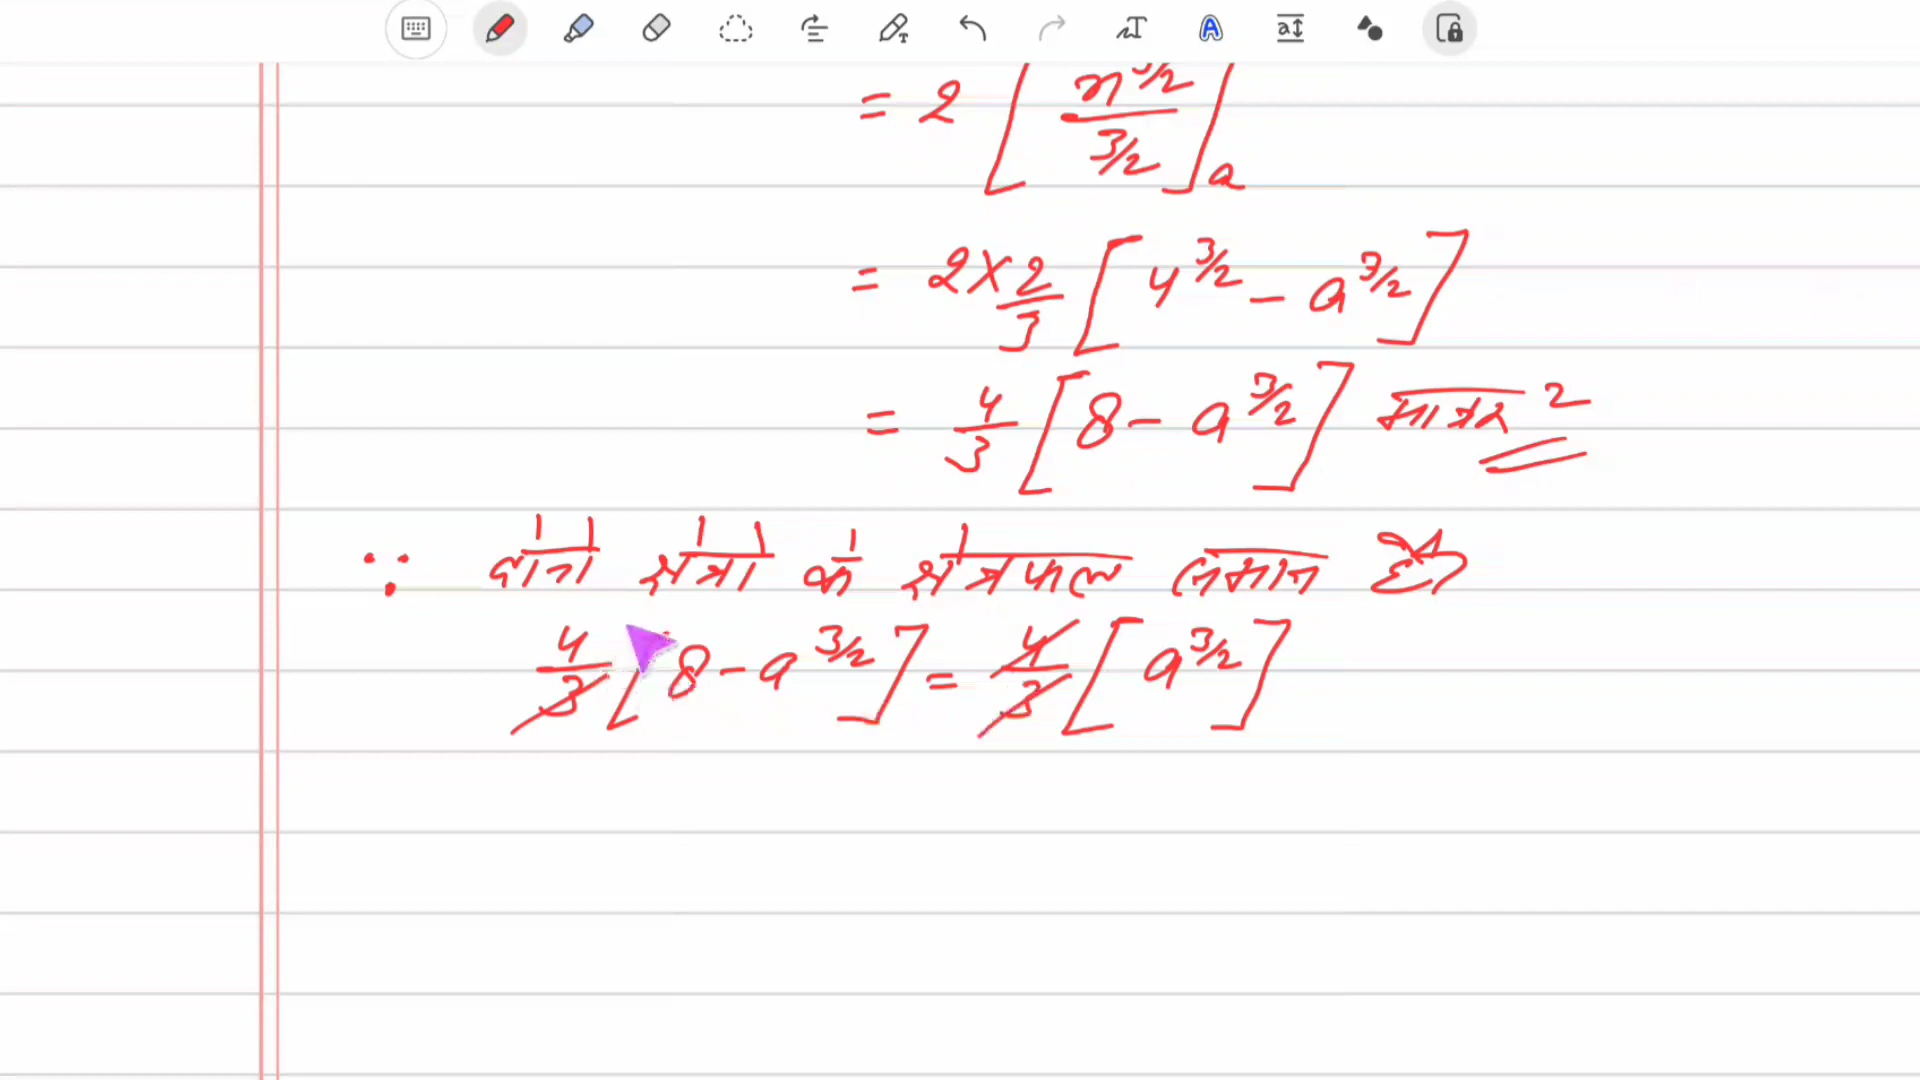 = 2 [ x^{3/2} / 3/2 ]_a
= 2 × 2/3 [ 4^{3/2} - a^{3/2} ]
= 4/3 [ 8 - a^{3/2} ] मात्रक ^2
∵ दोनों क्षेत्रों का क्षेत्रफल समान है
4/3 [ 8 - a^{3/2} ] = 4/3 [ a^{3/2} ]